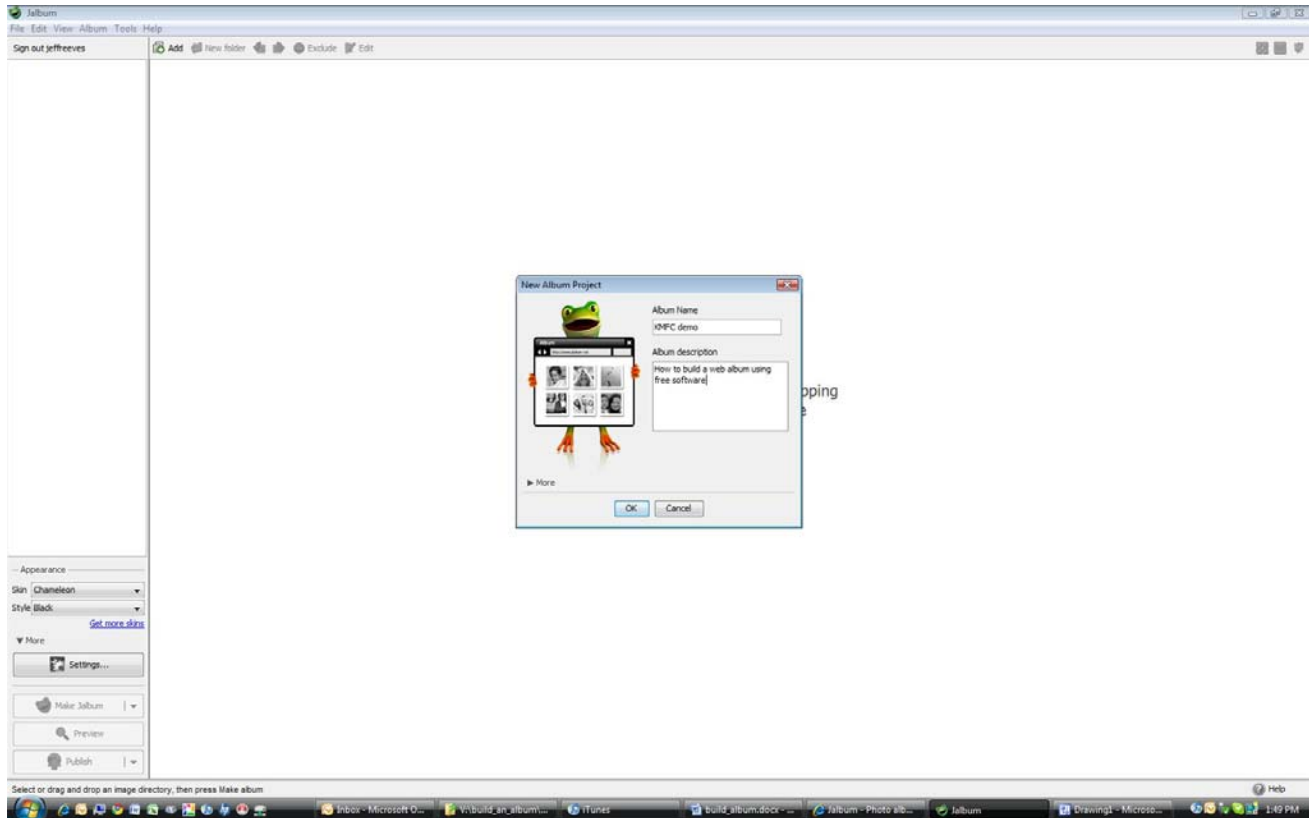 Jalbum
File Edit View Album Tools Help
Sign out jeffreeves
Add New folder Exclude Edit
New Album Project
Album Name
KMFC demo
Album description
How to build a web album using
free software
Album
pping
e
More
OK Cancel
Appearance
Skin Chameleon
Style Black
Get more skins
More
Settings...
Make Jalbum
Preview
Publish
Select or drag and drop an image directory, then press Make album
Help
Inbox - Microsoft O...
V:\build_an_album\...
iTunes
build_album.docx - ...
Jalbum - Photo alb...
Jalbum
Drawing1 - Microso...
1:49 PM